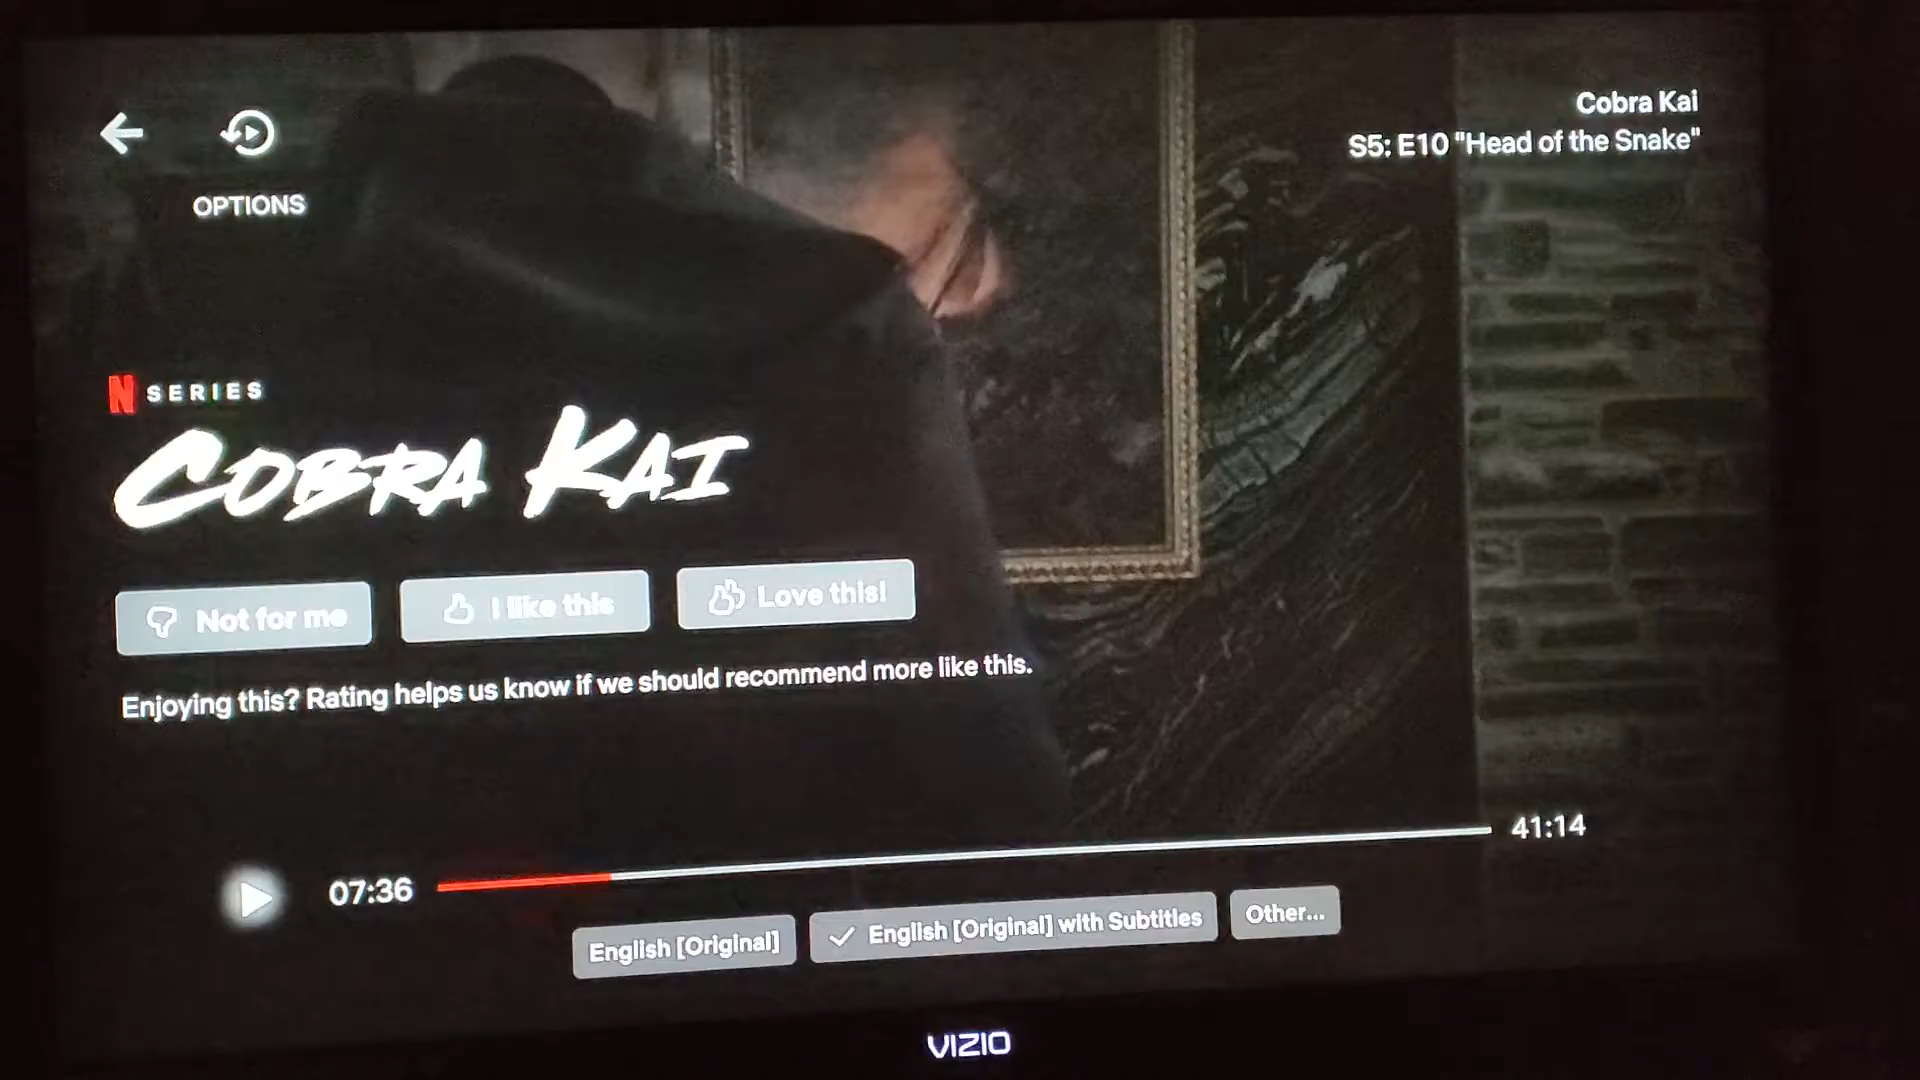 Cobra Kai
S5: E10 "Head of the Snake"
OPTIONS
N SERIES
COBRA KAI
Not for me
I like this
Love this!
Enjoying this? Rating helps us know if we should recommend more like this.
07:36
41:14
English [Original]
English [Original] with Subtitles
Other...
VIZIO